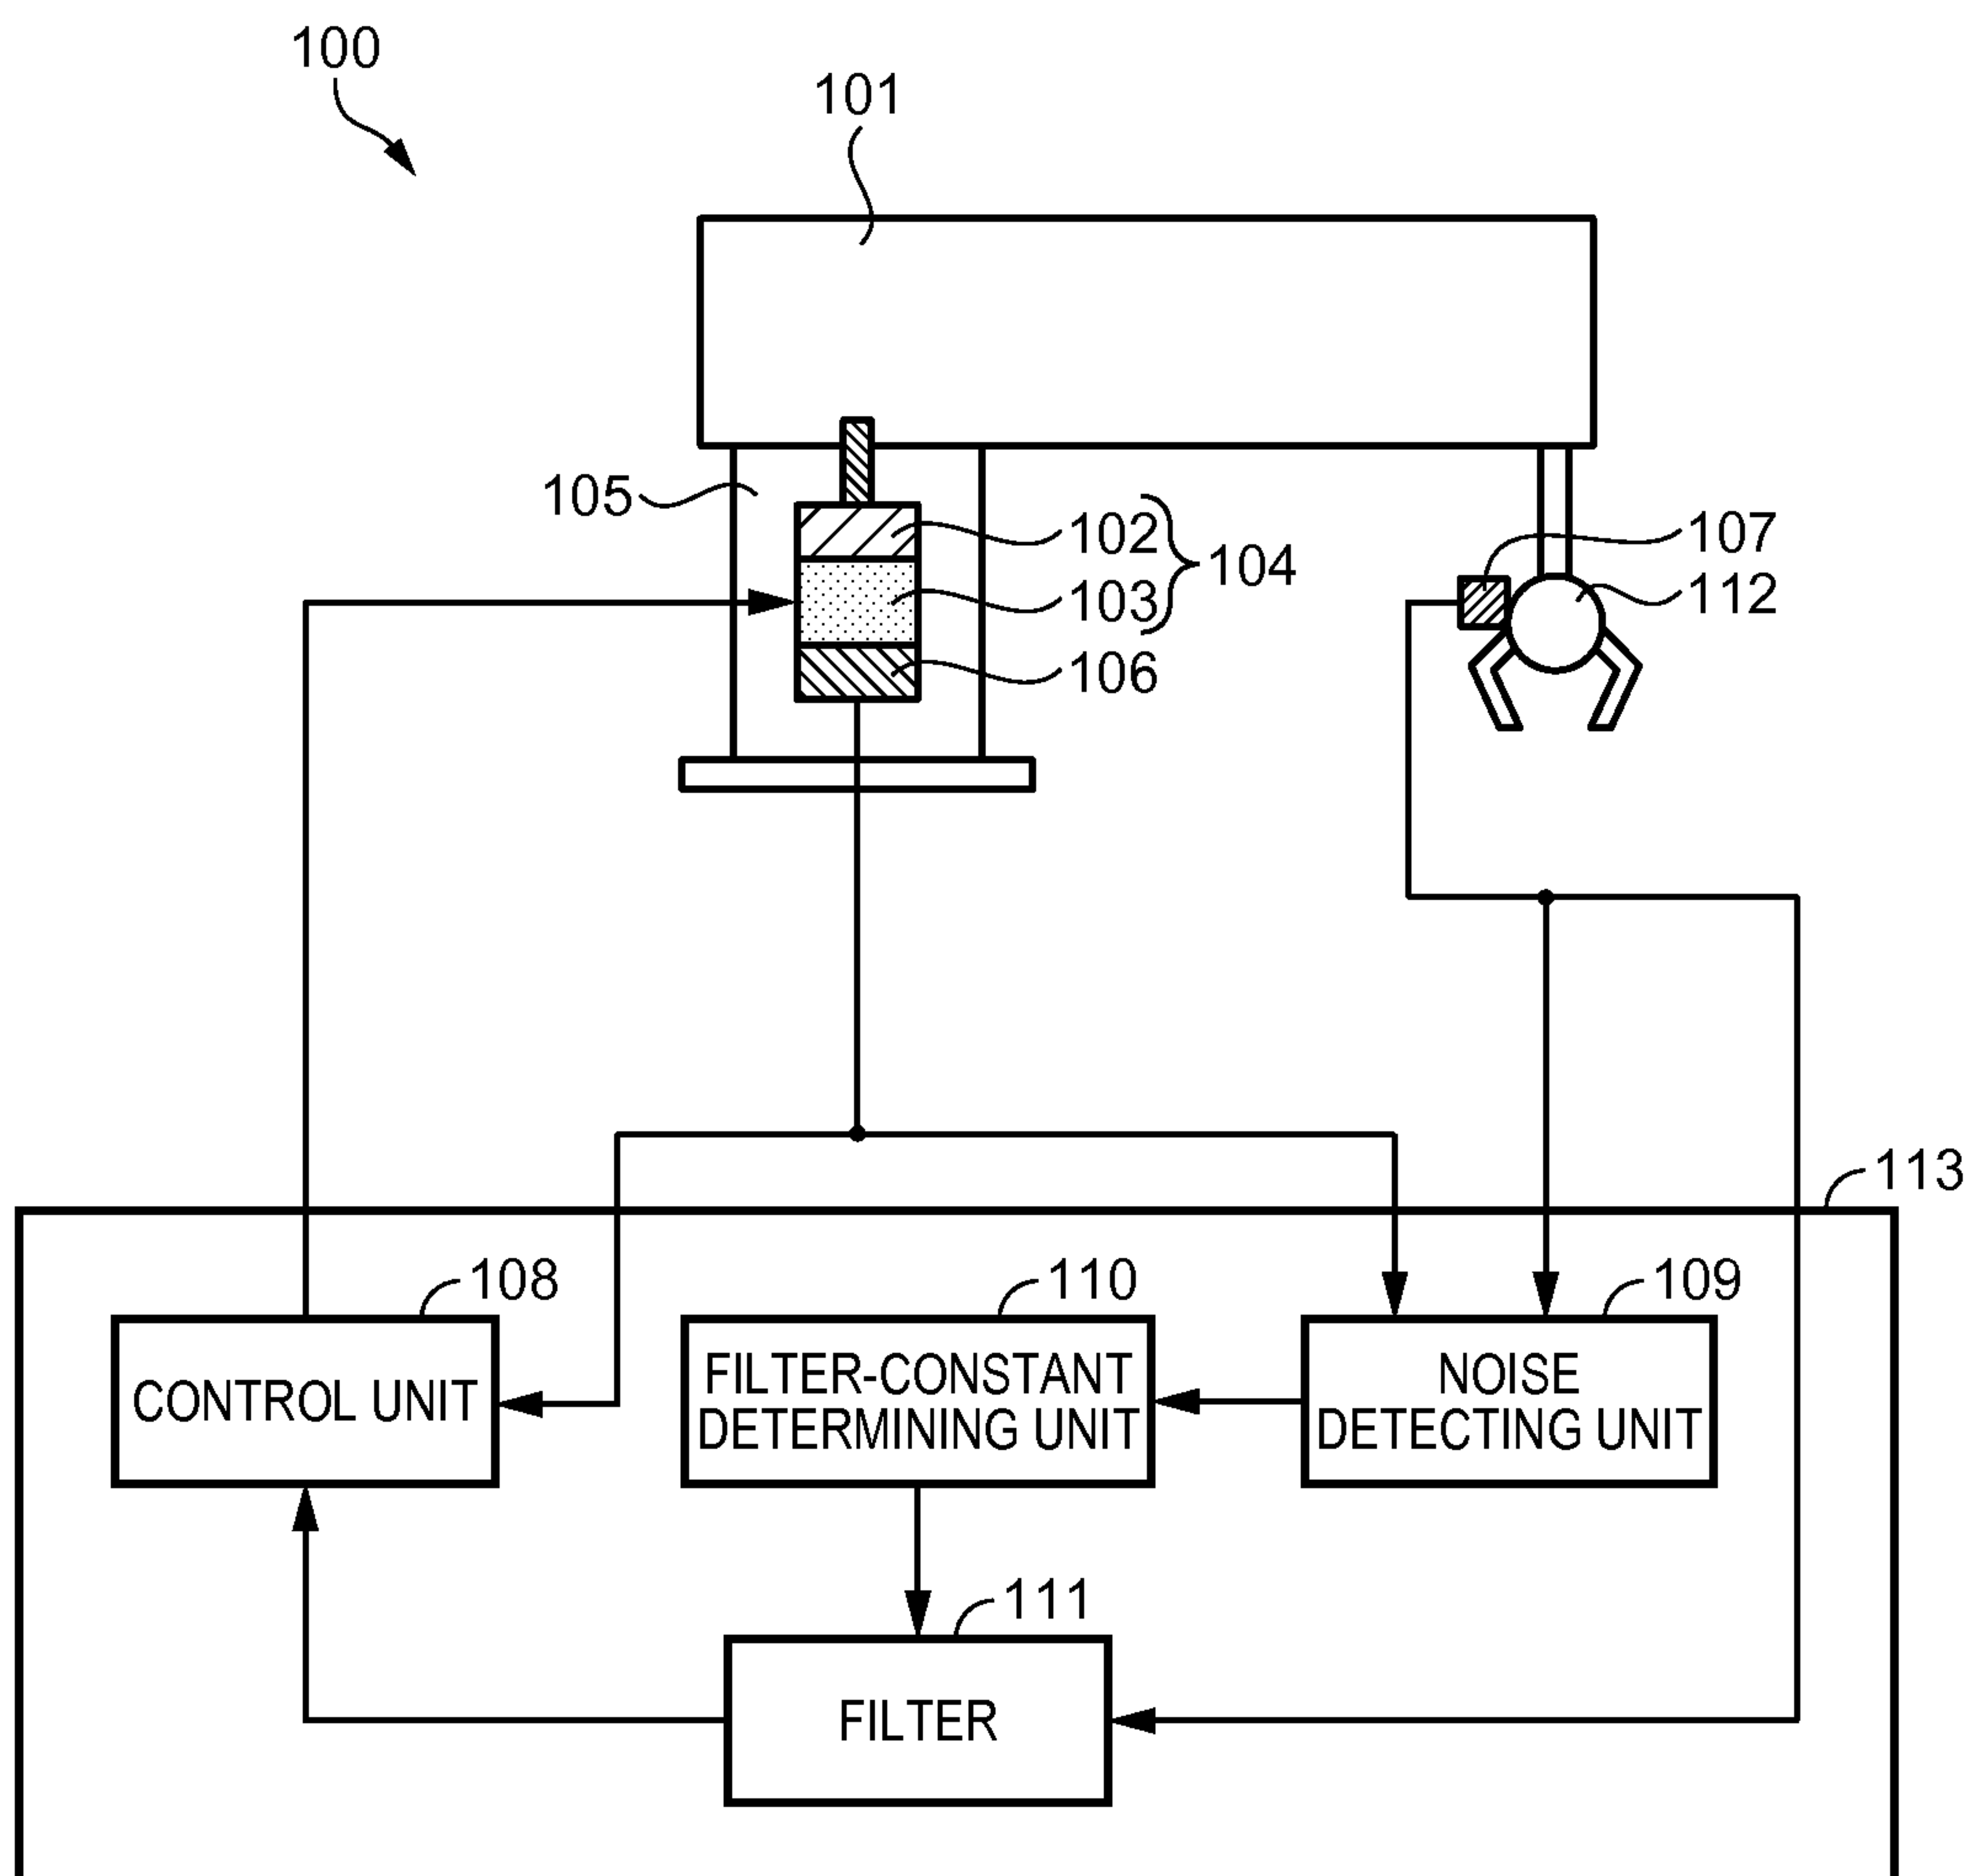 100
101
105
102
104
107
103
112
106
113
108
110
109
CONTROL UNIT
FILTER-CONSTANT
DETERMINING UNIT
NOISE
DETECTING UNIT
111
FILTER